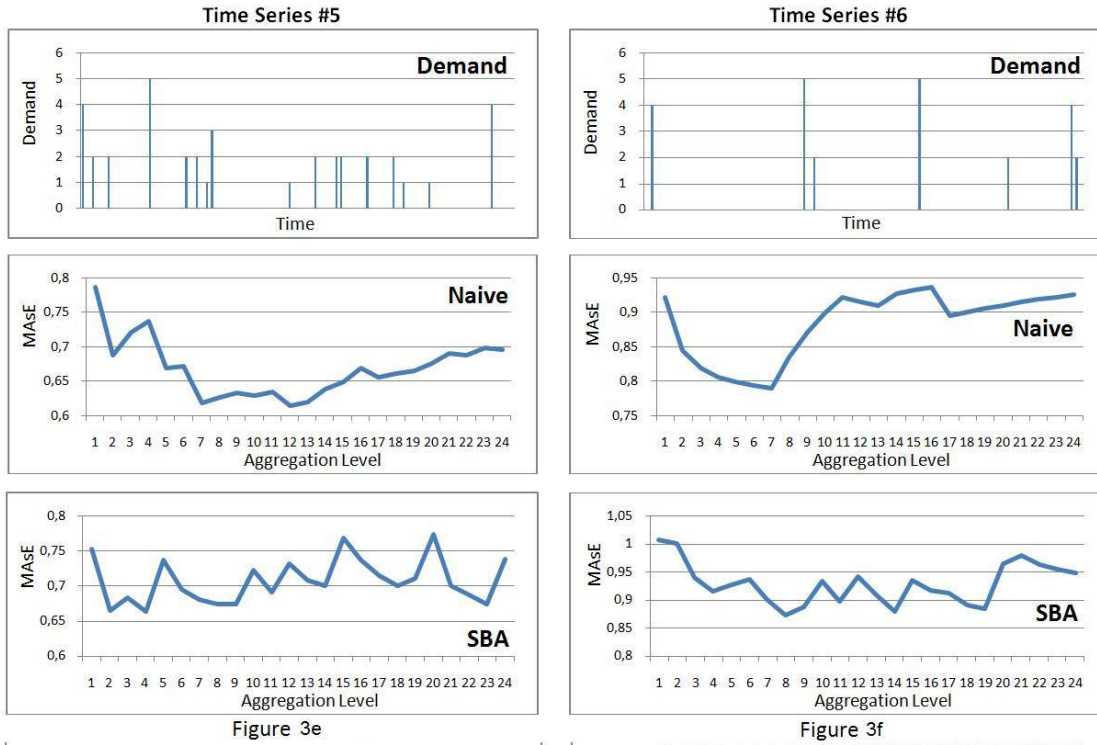 Time Series #5
Demand
Demand
6
5
4
3
2
1
0
Time
Naive
MAsE
0,8
0,75
0,7
0,65
0,6
1 2 3 4 5 6 7 8 9 10 11 12 13 14 15 16 17 18 19 20 21 22 23 24
Aggregation Level
MAsE
0,8
0,75
0,7
0,65
0,6
SBA
1 2 3 4 5 6 7 8 9 10 11 12 13 14 15 16 17 18 19 20 21 22 23 24
Aggregation Level
Figure 3e
Time Series #6
Demand
Demand
6
5
4
3
2
1
0
Time
MAsE
0,95
0,9
0,85
0,8
0,75
Naive
1 2 3 4 5 6 7 8 9 10 11 12 13 14 15 16 17 18 19 20 21 22 23 24
Aggregation Level
MAsE
1,05
1
0,95
0,9
0,85
0,8
SBA
1 2 3 4 5 6 7 8 9 10 11 12 13 14 15 16 17 18 19 20 21 22 23 24
Aggregation Level
Figure 3f